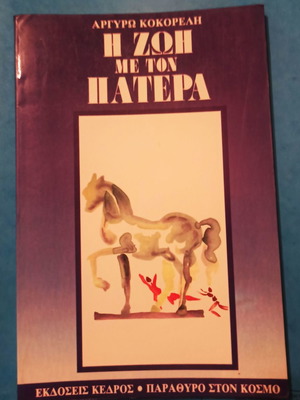 ΑΡΓΥΡΩ ΚΟΚΟΡΕΛΗ
Η ΖΩΗ
ΜΕ ΤΟΝ
ΠΑΤΕΡΑ
ΕΚΔΟΣΕΙΣ ΚΕΔΡΟΣ • ΠΑΡΑΘΥΡΟ ΣΤΟΝ ΚΟΣΜΟ